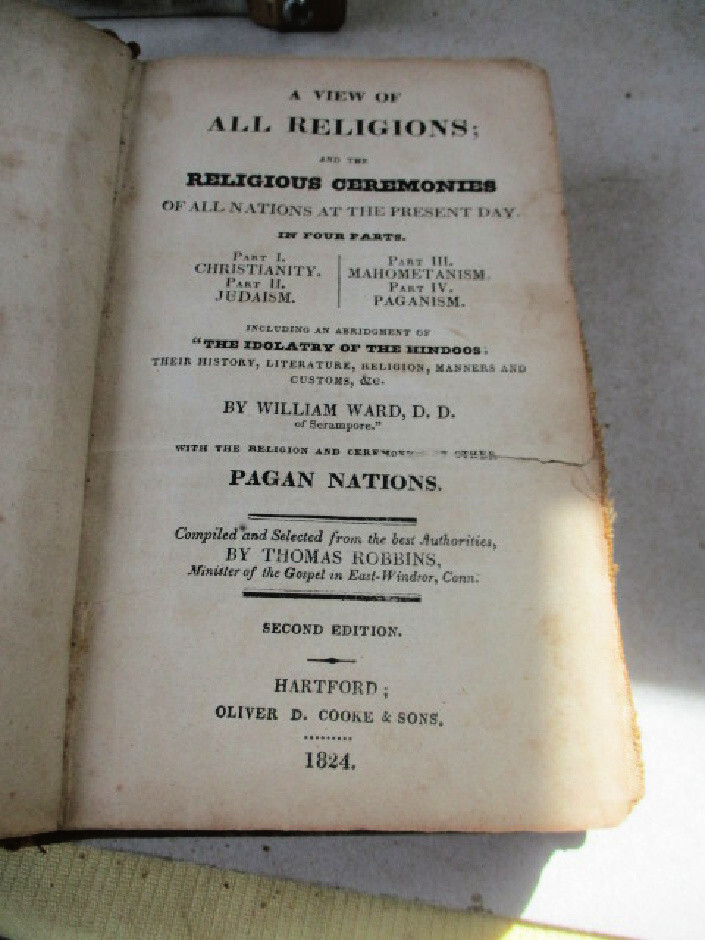 A VIEW OF
ALL RELIGIONS;
AND THE
RELIGIOUS CEREMONIES
OF ALL NATIONS AT THE PRESENT DAY.
IN FOUR PARTS.
PART I.
CHRISTIANITY.
PART II.
JUDAISM.
PART III.
MAHOMETANISM.
PART IV.
PAGANISM.
INCLUDING AN ABRIDGMENT OF
"THE IDOLATRY OF THE HINDOOS;
THEIR HISTORY, LITERATURE, RELIGION, MANNERS AND
CUSTOMS, &c.
BY WILLIAM WARD, D. D.
of Serampore."
WITH THE RELIGION AND OTHER
PAGAN NATIONS.
Compiled and Selected from the best Authorities,
BY THOMAS ROBBINS,
Minister of the Gospel in East-Windsor, Conn.
SECOND EDITION.
HARTFORD;
OLIVER D. COOKE & SONS.
1824.